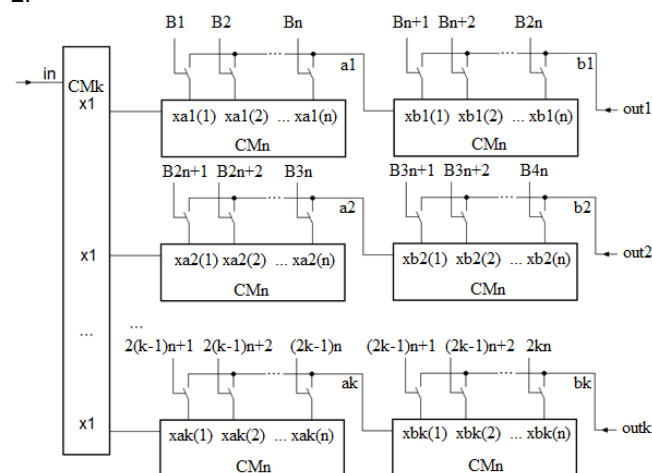 2.
B1 B2 Bn Bn+1 Bn+2 B2n
a1 b1
in
CMk
x1
xa1(1) xa1(2) ... xa1(n) xb1(1) xb1(2) ... xb1(n)
out1
CMn CMn
B2n+1 B2n+2 B3n B3n+1 B3n+2 B4n
a2 b2
x1
xa2(1) xa2(2) ... xa2(n) xb2(1) xb2(2) ... xb2(n)
out2
CMn CMn
... ...
2(k-1)n+1 2(k-1)n+2 (2k-1)n (2k-1)n+1 (2k-1)n+2 2kn
ak bk
x1
xak(1) xak(2) ... xak(n) xbk(1) xbk(2) ... xbk(n)
outk
CMn CMn